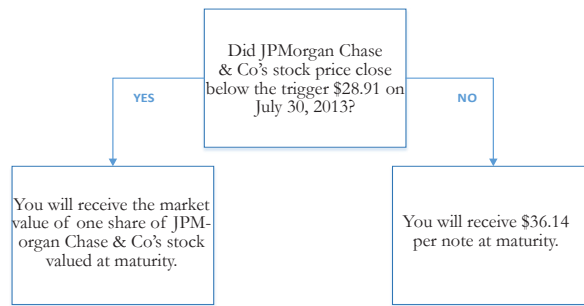 Did JPMorgan Chase
& Co’s stock price close
below the trigger $28.91 on
July 30, 2013?
YES
NO
You will receive the market
value of one share of JPM-
organ Chase & Co’s stock
valued at maturity.
You will receive $36.14
per note at maturity.